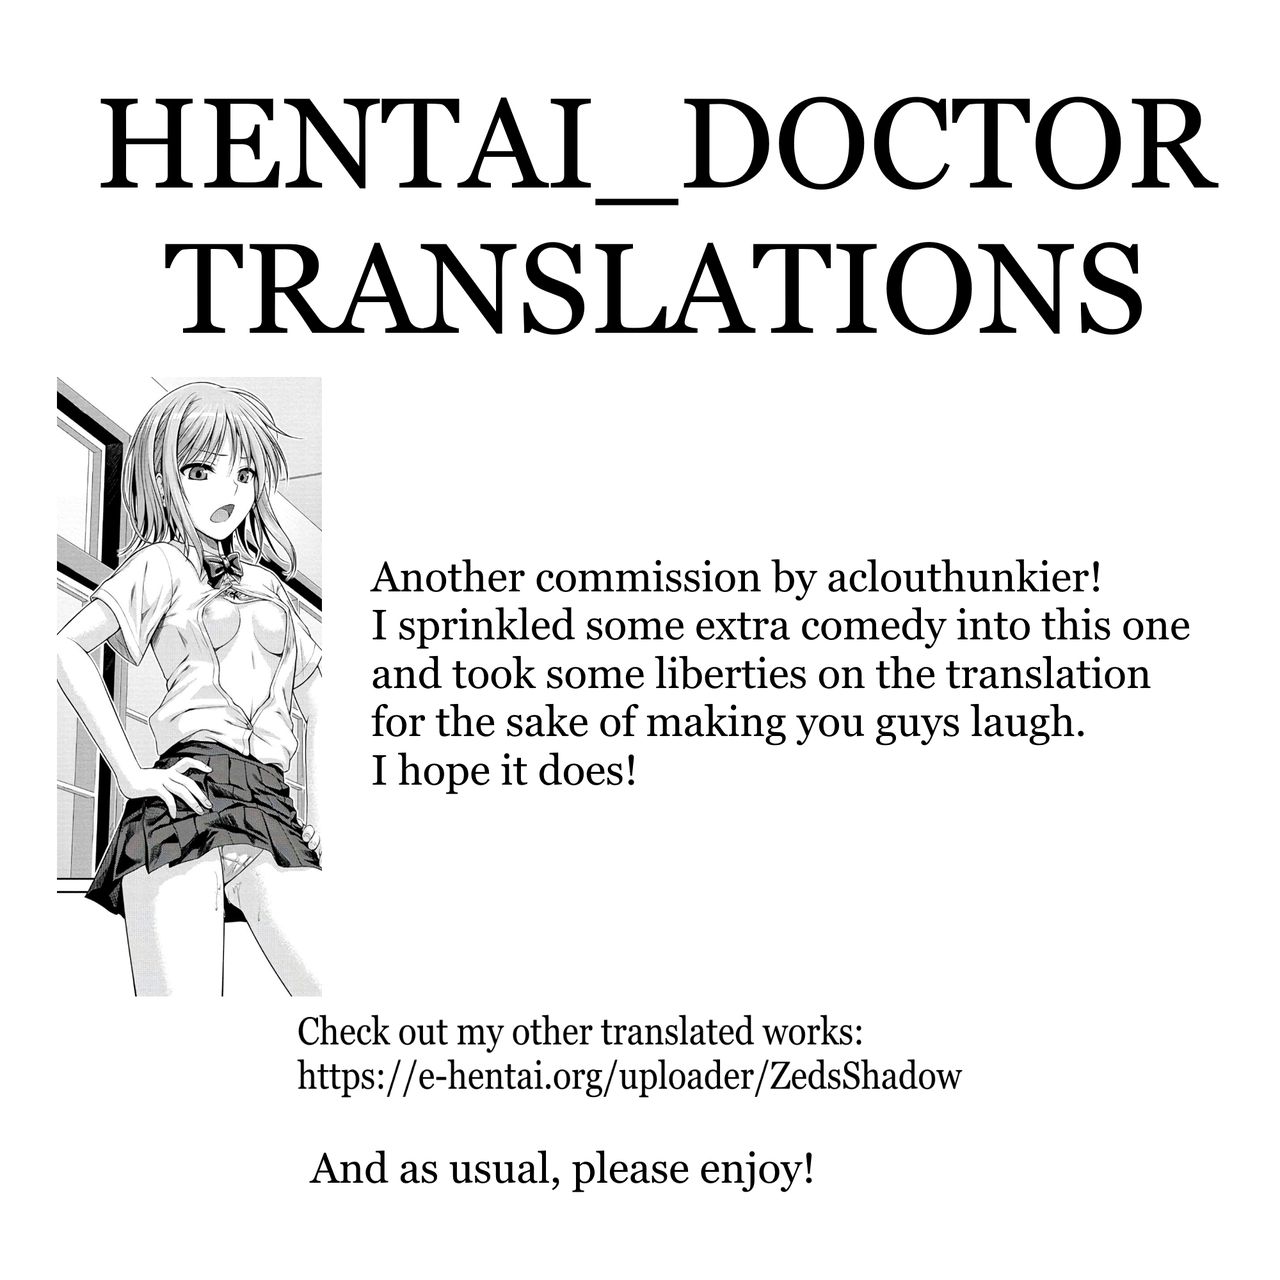 HENTAI_DOCTOR
TRANSLATIONS
Another commission by aclouthunkier!
I sprinkled some extra comedy into this one
and took some liberties on the translation
for the sake of making you guys laugh.
I hope it does!
Check out my other translated works:
https://e-hentai.org/uploader/ZedsShadow
And as usual, please enjoy!